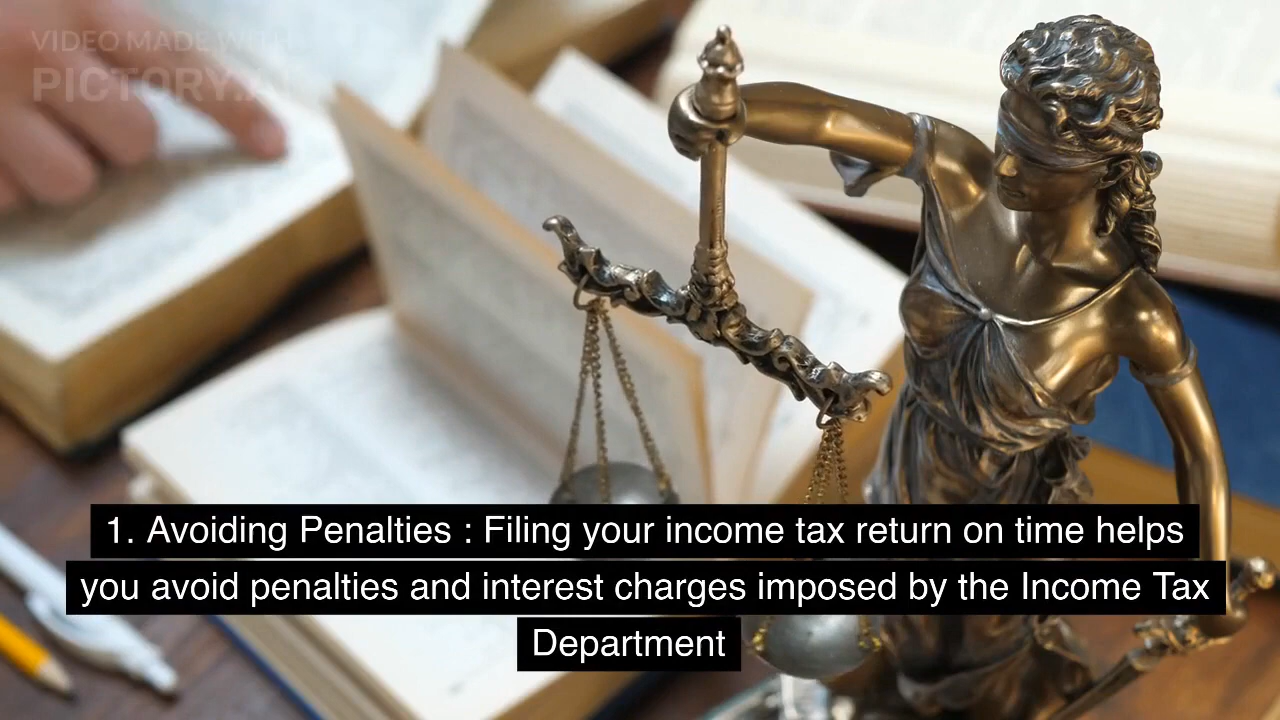 VIDEO MADE WITH
PICTORY.AI
1. Avoiding Penalties : Filing your income tax return on time helps
you avoid penalties and interest charges imposed by the Income Tax
Department